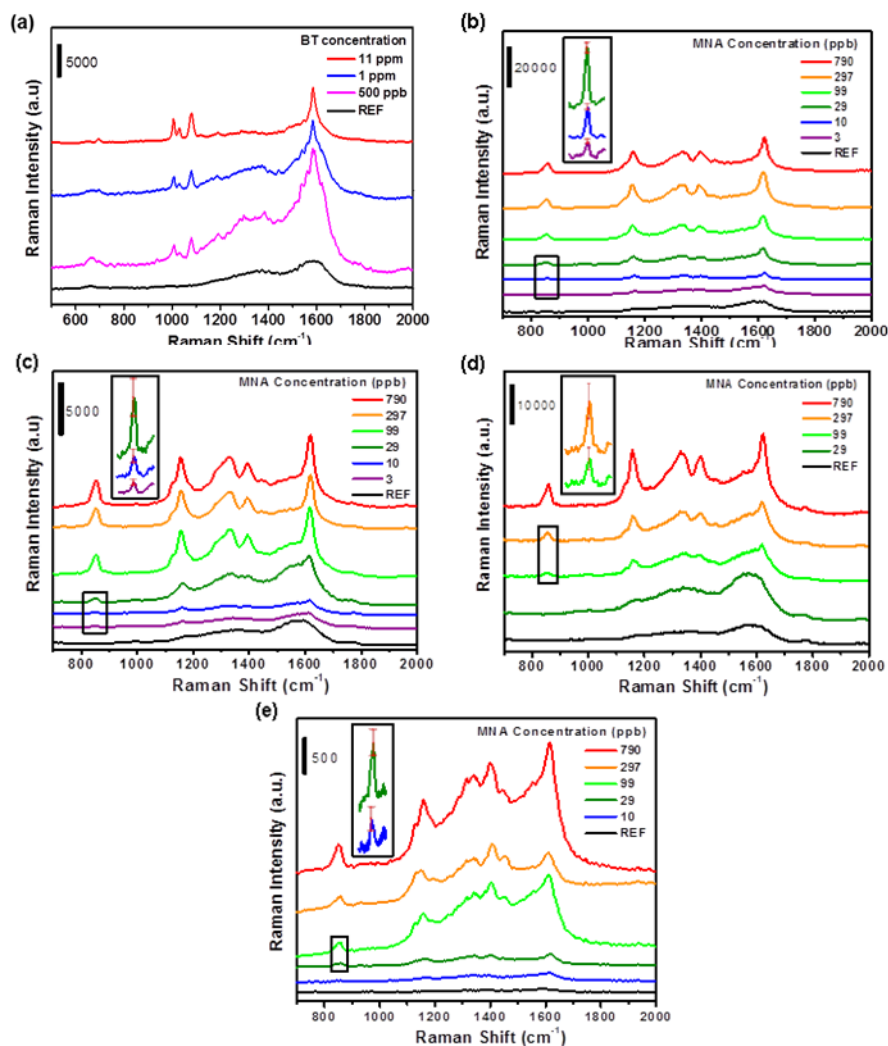 (a)
5000
BT concentration
11 ppm
1 ppm
500 ppb
REF
Raman Intensity (a.u)
600 800 1000 1200 1400 1600 1800 2000
Raman Shift (cm⁻¹)
(b)
20000
MNA Concentration (ppb)
790
297
99
29
10
3
REF
Raman Intensity (a.u.)
800 1000 1200 1400 1600 1800 2000
Raman Shift (cm⁻¹)
(c)
5000
MNA Concentration (ppb)
790
297
99
29
10
3
REF
Raman Intensity (a.u)
800 1000 1200 1400 1600 1800 2000
Raman Shift (cm⁻¹)
(d)
10000
MNA Concentration (ppb)
790
297
99
29
REF
Raman Intensity (a.u.)
800 1000 1200 1400 1600 1800 2000
Raman Shift (cm⁻¹)
(e)
500
MNA Concentration (ppb)
790
297
99
29
10
REF
Raman Intensity (a.u.)
800 1000 1200 1400 1600 1800 2000
Raman Shift (cm⁻¹)